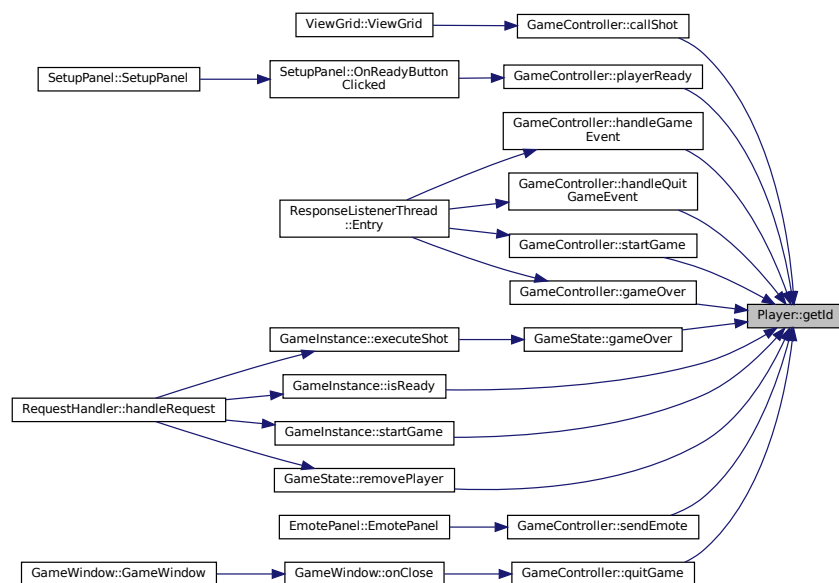 ViewGrid::ViewGrid
GameController::callShot
SetupPanel::SetupPanel
SetupPanel::OnReadyButton
Clicked
GameController::playerReady
GameController::handleGame
Event
GameController::handleQuit
GameEvent
ResponseListenerThread
::Entry
GameController::startGame
GameController::gameOver
Player::getId
GameInstance::executeShot
GameState::gameOver
GameInstance::isReady
RequestHandler::handleRequest
GameInstance::startGame
GameState::removePlayer
EmotePanel::EmotePanel
GameController::sendEmote
GameWindow::GameWindow
GameWindow::onClose
GameController::quitGame